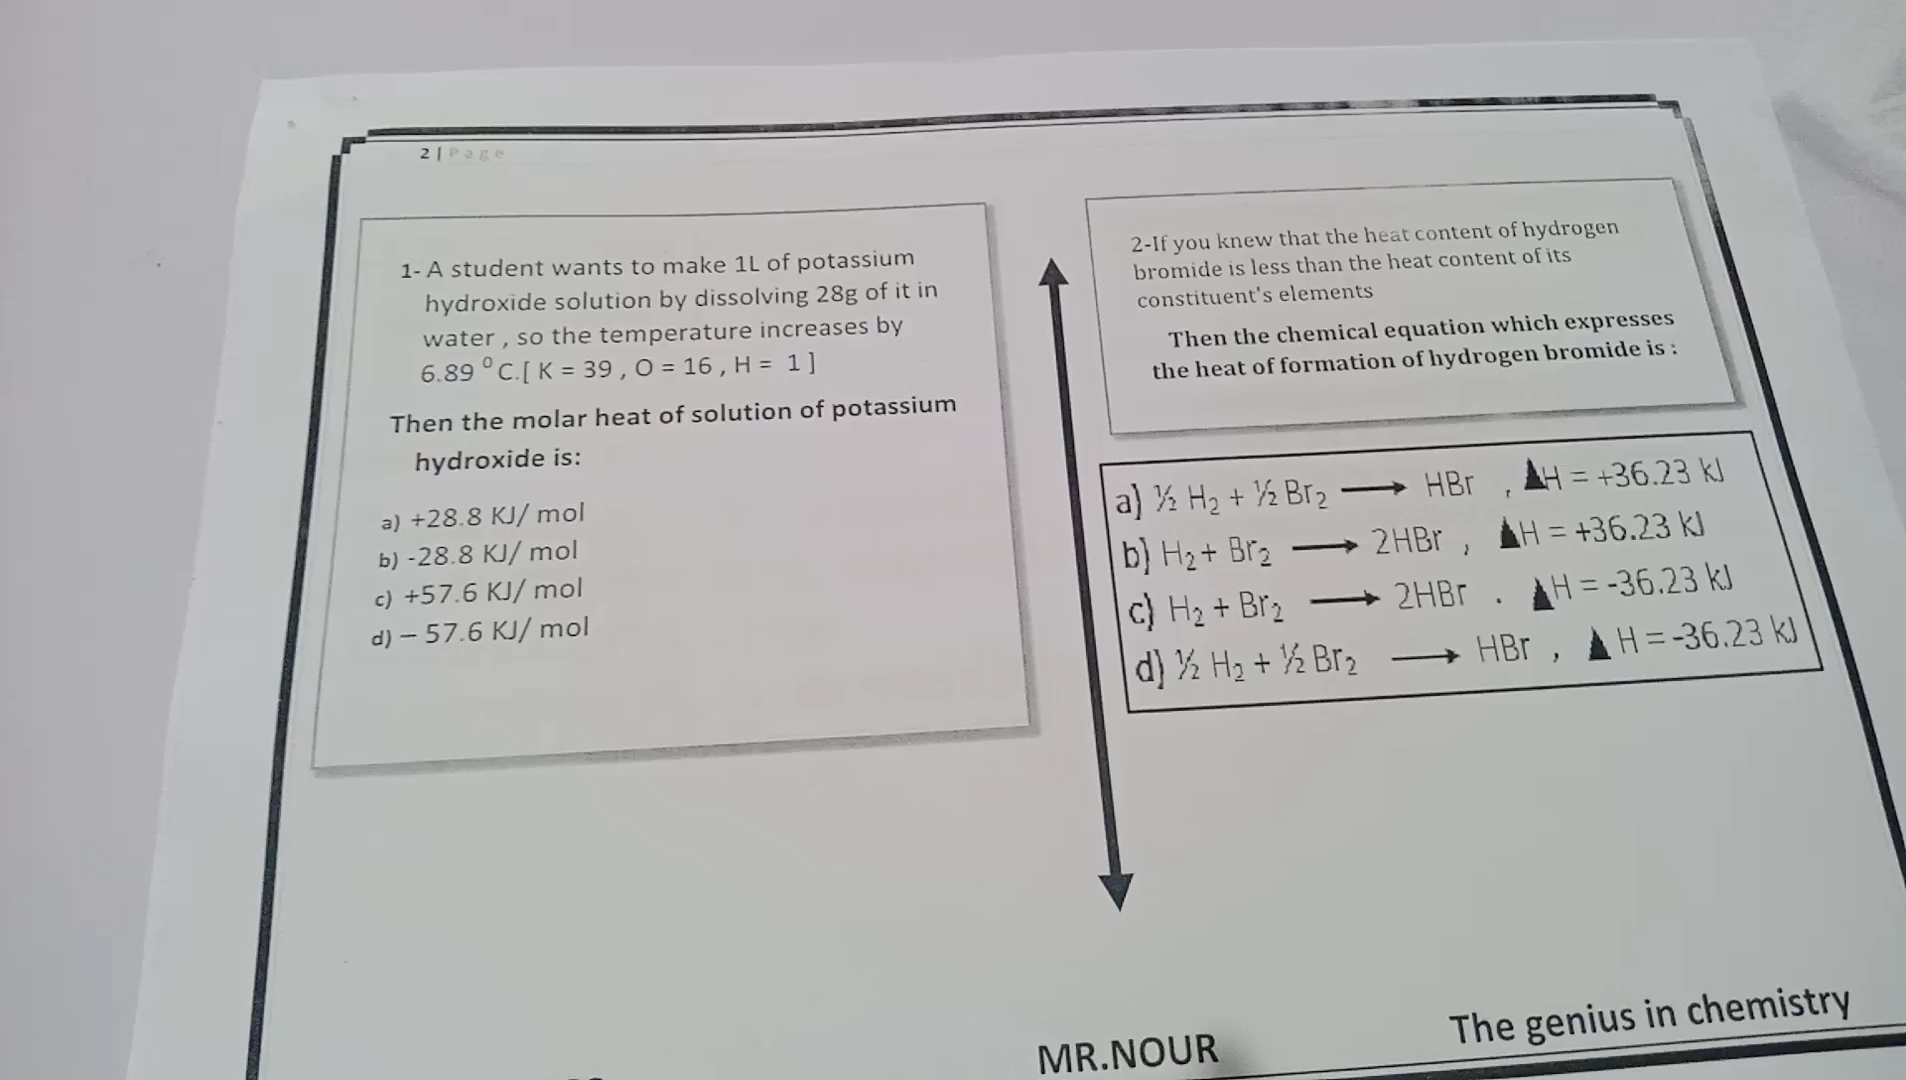 2 | Page
1- A student wants to make 1L of potassium
hydroxide solution by dissolving 28g of it in
water , so the temperature increases by
6.89 ⁰C.[ K = 39 , O = 16 , H = 1 ]
Then the molar heat of solution of potassium
hydroxide is:
a) +28.8 KJ/ mol
b) -28.8 KJ/ mol
c) +57.6 KJ/ mol
d) – 57.6 KJ/ mol
2-If you knew that the heat content of hydrogen
bromide is less than the heat content of its
constituent's elements
Then the chemical equation which expresses
the heat of formation of hydrogen bromide is :
a) ½ H₂ + ½ Br₂ ⟶ HBr , ▲H = +36.23 kJ
b) H₂ + Br₂ ⟶ 2HBr , ▲H = +36.23 kJ
c) H₂ + Br₂ ⟶ 2HBr . ▲H = -36.23 kJ
d) ½ H₂ + ½ Br₂ ⟶ HBr , ▲ H = -36.23 kJ
MR.NOUR
The genius in chemistry